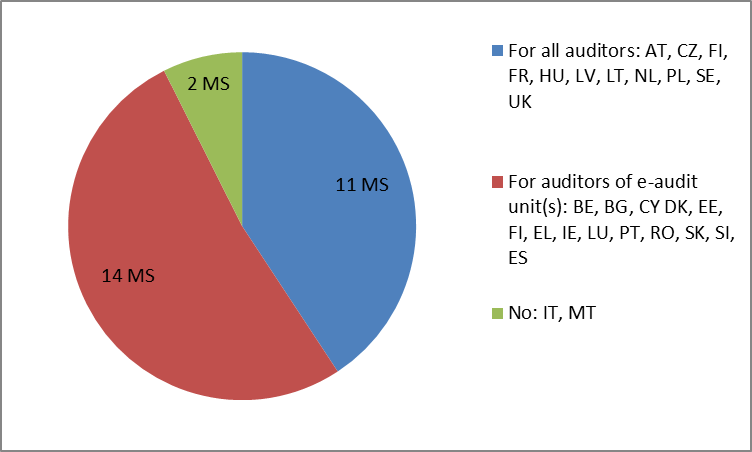 2 MS
11 MS
14 MS
For all auditors: AT, CZ, FI,
FR, HU, LV, LT, NL, PL, SE,
UK
For auditors of e-audit
unit(s): BE, BG, CY DK, EE,
FI, EL, IE, LU, PT, RO, SK, SI,
ES
No: IT, MT